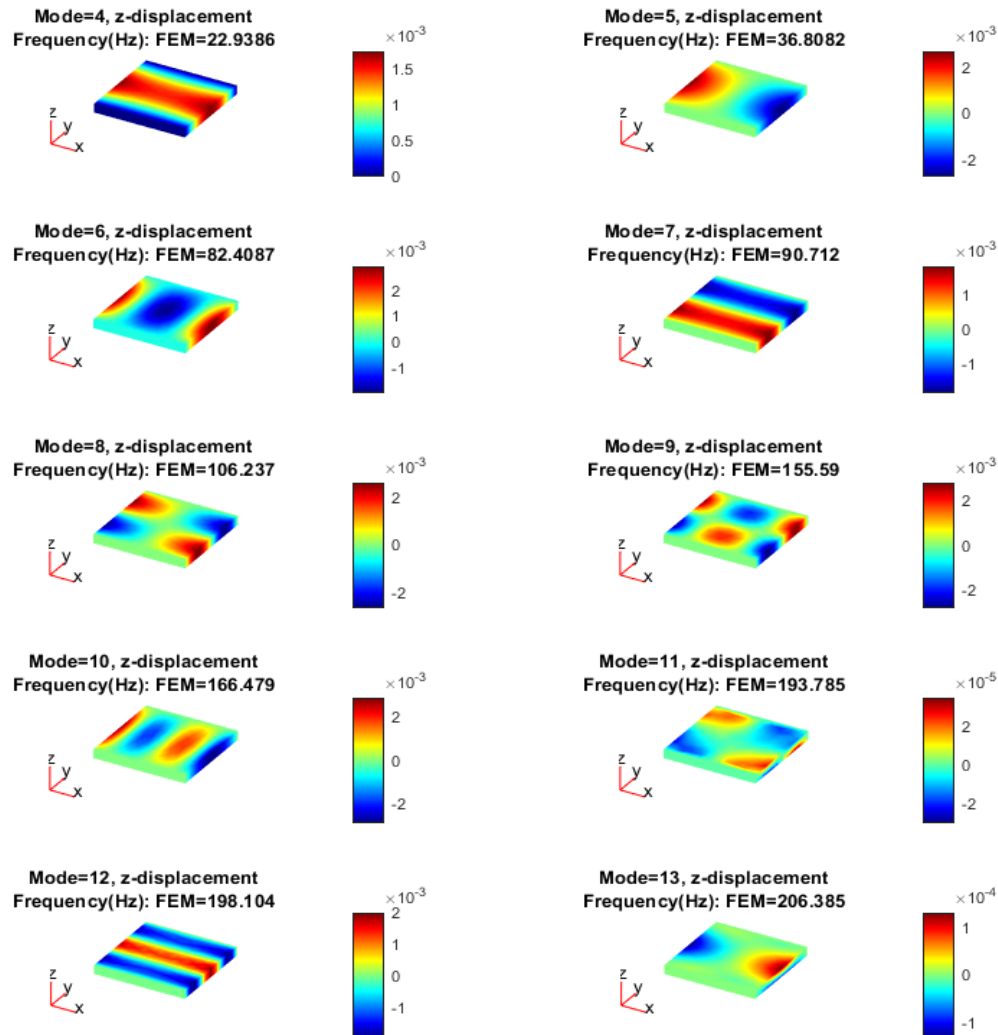 Mode=4, z-displacement
Frequency(Hz): FEM=22.9386
×10-3
1.5
1
0.5
0
z
y
x
Mode=5, z-displacement
Frequency(Hz): FEM=36.8082
×10-3
2
0
-2
z
y
x
Mode=6, z-displacement
Frequency(Hz): FEM=82.4087
×10-3
2
1
0
-1
z
y
x
Mode=7, z-displacement
Frequency(Hz): FEM=90.712
×10-3
1
0
-1
z
y
x
Mode=8, z-displacement
Frequency(Hz): FEM=106.237
×10-3
2
0
-2
z
y
x
Mode=9, z-displacement
Frequency(Hz): FEM=155.59
×10-3
2
0
-2
z
y
x
Mode=10, z-displacement
Frequency(Hz): FEM=166.479
×10-3
2
0
-2
z
y
x
Mode=11, z-displacement
Frequency(Hz): FEM=193.785
×10-5
2
0
-2
z
y
x
Mode=12, z-displacement
Frequency(Hz): FEM=198.104
×10-3
2
1
0
-1
z
y
x
Mode=13, z-displacement
Frequency(Hz): FEM=206.385
×10-4
1
0
-1
z
y
x